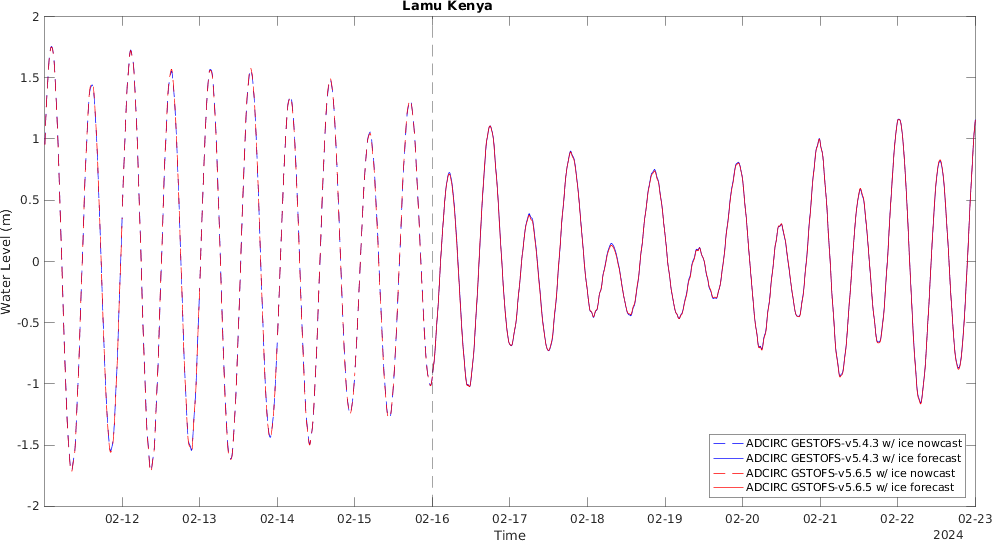 Lamu Kenya
2
1.5
1
0.5
0
-0.5
-1
-1.5
-2
Water Level (m)
ADCIRC GESTOFS-v5.4.3 w/ ice nowcast
ADCIRC GESTOFS-v5.4.3 w/ ice forecast
ADCIRC GSTOFS-v5.6.5 w/ ice nowcast
ADCIRC GSTOFS-v5.6.5 w/ ice forecast
02-12 02-13 02-14 02-15 02-16 02-17 02-18 02-19 02-20 02-21 02-22 02-23
Time
2024